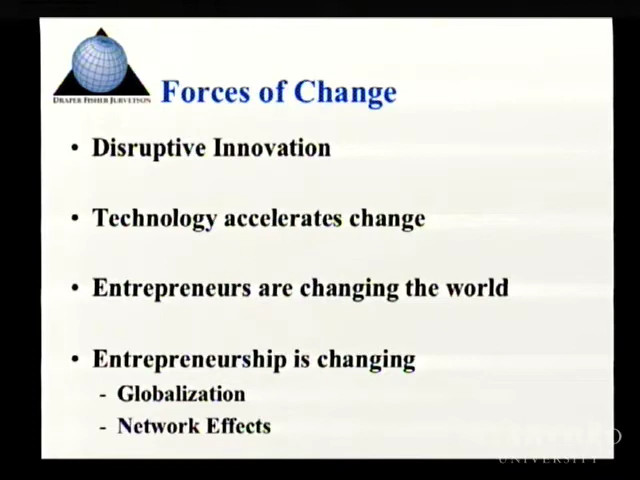 DRAPER FISHER JURVETSON
Forces of Change
• Disruptive Innovation
• Technology accelerates change
• Entrepreneurs are changing the world
• Entrepreneurship is changing
- Globalization
- Network Effects
UNIVERSITY